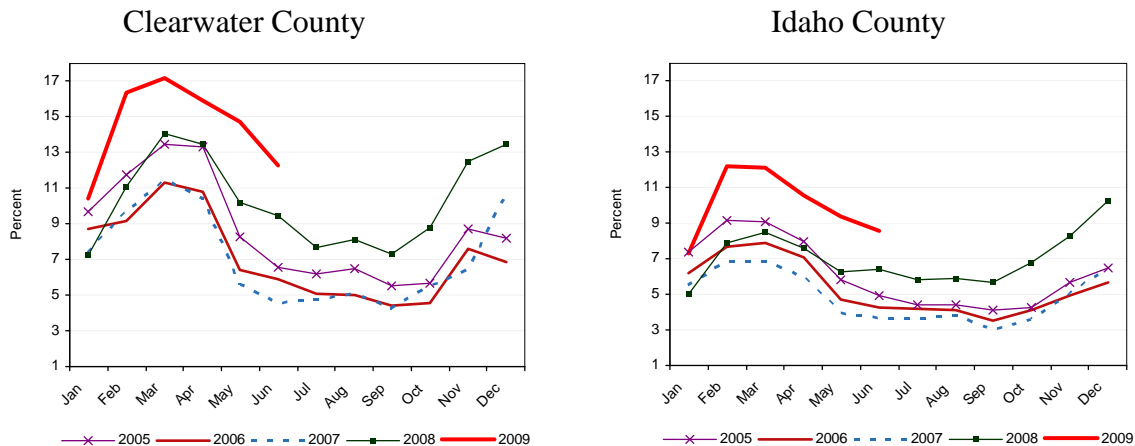 Clearwater County
Idaho County
Percent
17
15
13
11
9
7
5
3
1
Jan Feb Mar Apr May Jun Jul Aug Sep Oct Nov Dec
2005 2006 2007 2008 2009
Percent
17
15
13
11
9
7
5
3
1
Jan Feb Mar Apr May Jun Jul Aug Sep Oct Nov Dec
2005 2006 2007 2008 2009